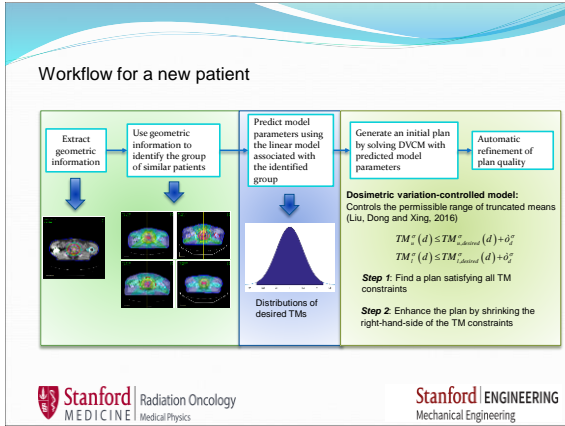 Workflow for a new patient
Extract
geometric
information
Use geometric
information to
identify the group
of similar patients
Predict model
parameters using
the linear model
associated with
the identified
group
Generate an initial plan
by solving DVCM with
predicted model
parameters
Automatic
refinement of
plan quality
Distributions of
desired TMs
Dosimetric variation-controlled model:
Controls the permissible range of truncated means
(Liu, Dong and Xing, 2016)
TM_u^σ (d) ≤ TM_{u,desired}^σ (d) + ô_d^σ
TM_l^σ (d) ≤ TM_{l,desired}^σ (d) + ô_d^σ
Step 1: Find a plan satisfying all TM
constraints
Step 2: Enhance the plan by shrinking the
right-hand-side of the TM constraints
Stanford
MEDICINE
Radiation Oncology
Medical Physics
Stanford ENGINEERING
Mechanical Engineering